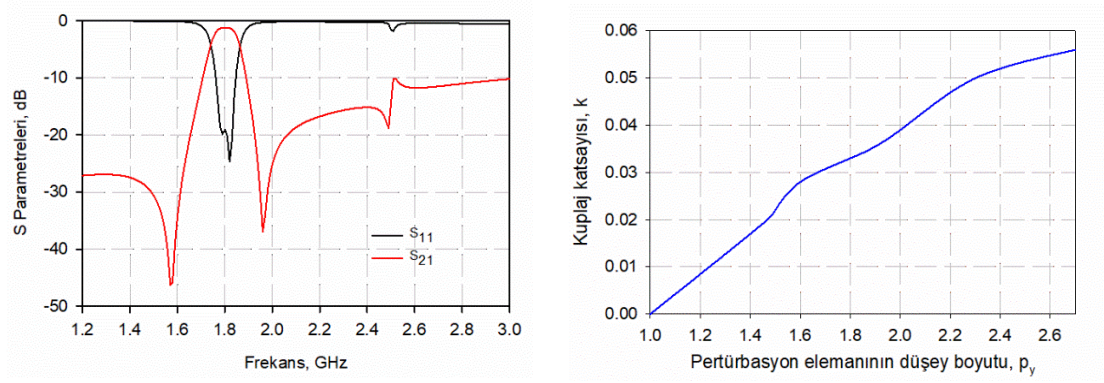 S Parametreleri, dB
0
-10
-20
-30
-40
-50
S11
S21
1.2 1.4 1.6 1.8 2.0 2.2 2.4 2.6 2.8 3.0
Frekans, GHz
Kuplaj katsayısı, k
0.06
0.05
0.04
0.03
0.02
0.01
0.00
1.0 1.2 1.4 1.6 1.8 2.0 2.2 2.4 2.6
Pertürbasyon elemanının düşey boyutu, py